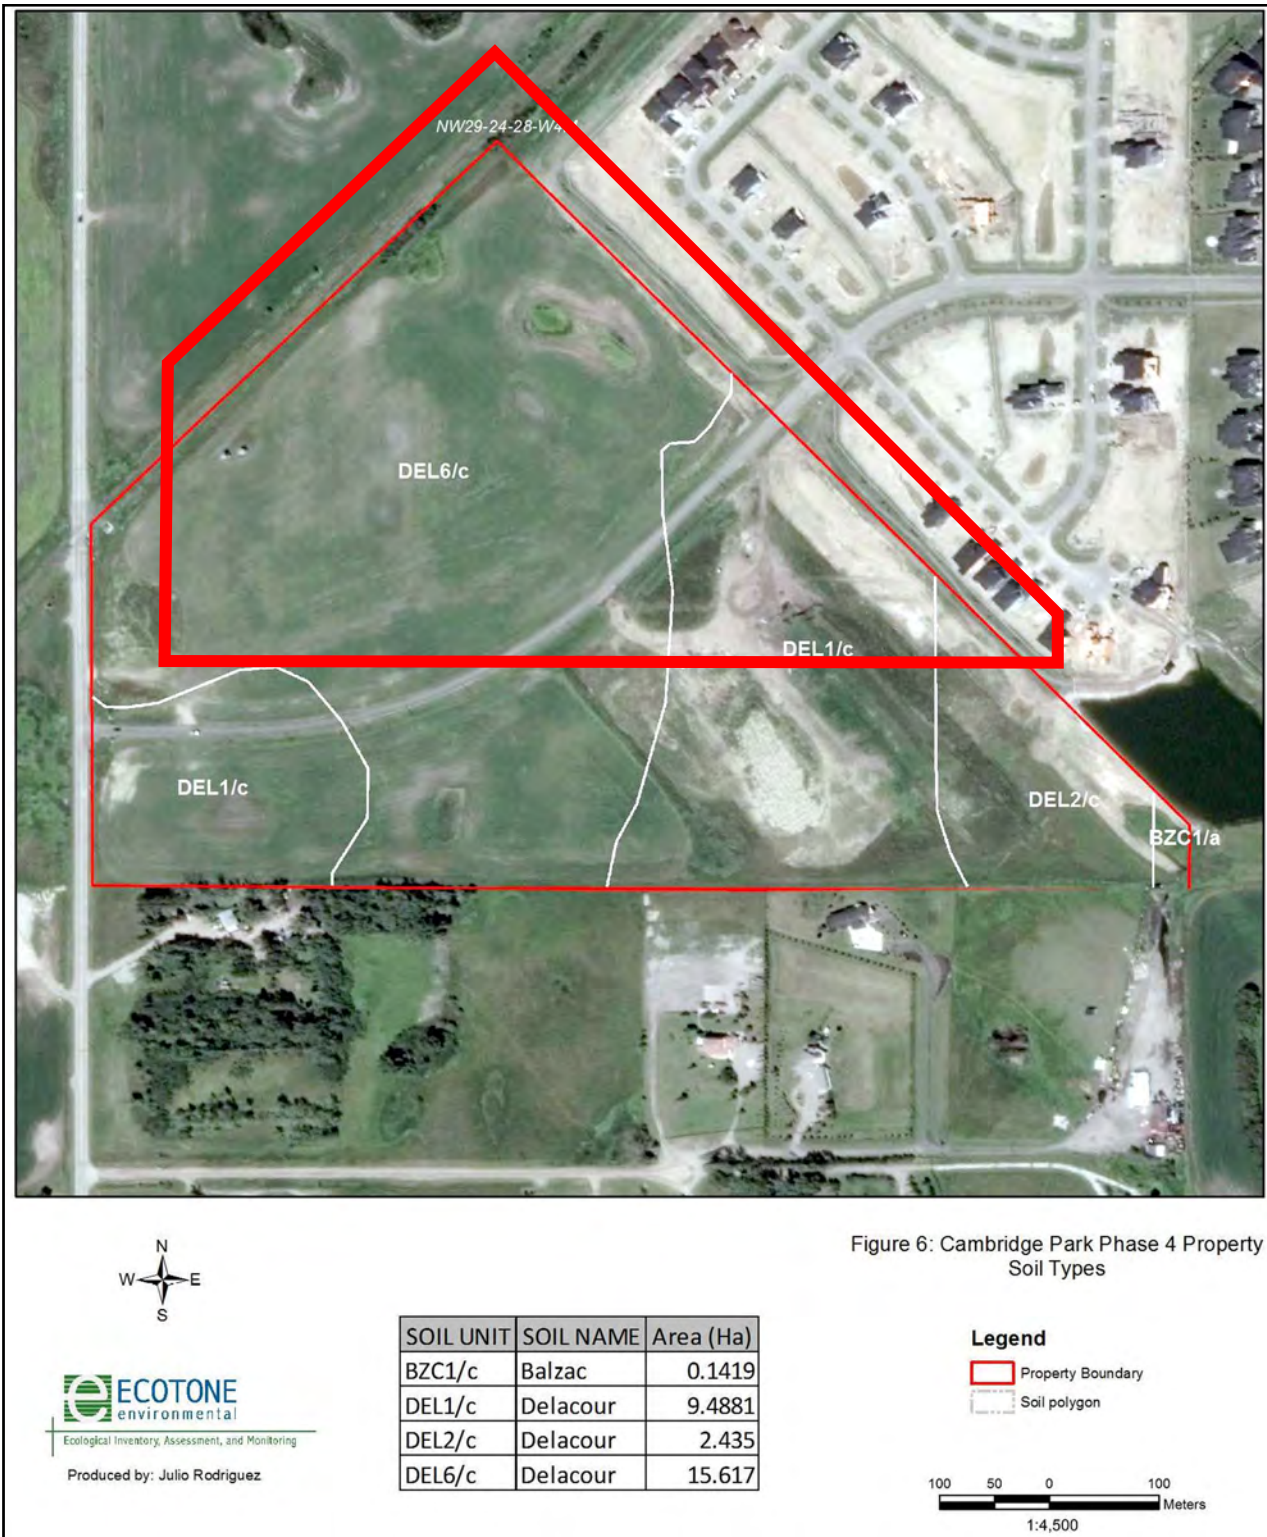 NW29-24-28-W4
DEL6/c
DEL1/c
DEL1/c
DEL2/c
BZC1/a
N
W E
S
Figure 6: Cambridge Park Phase 4 Property
Soil Types
SOIL UNIT SOIL NAME Area (Ha)
BZC1/c Balzac 0.1419
DEL1/c Delacour 9.4881
DEL2/c Delacour 2.435
DEL6/c Delacour 15.617
Legend
Property Boundary
Soil polygon
e ECOTONE
environmental
Ecological Inventory, Assessment, and Monitoring
Produced by: Julio Rodriguez
100 50 0 100
Meters
1:4,500